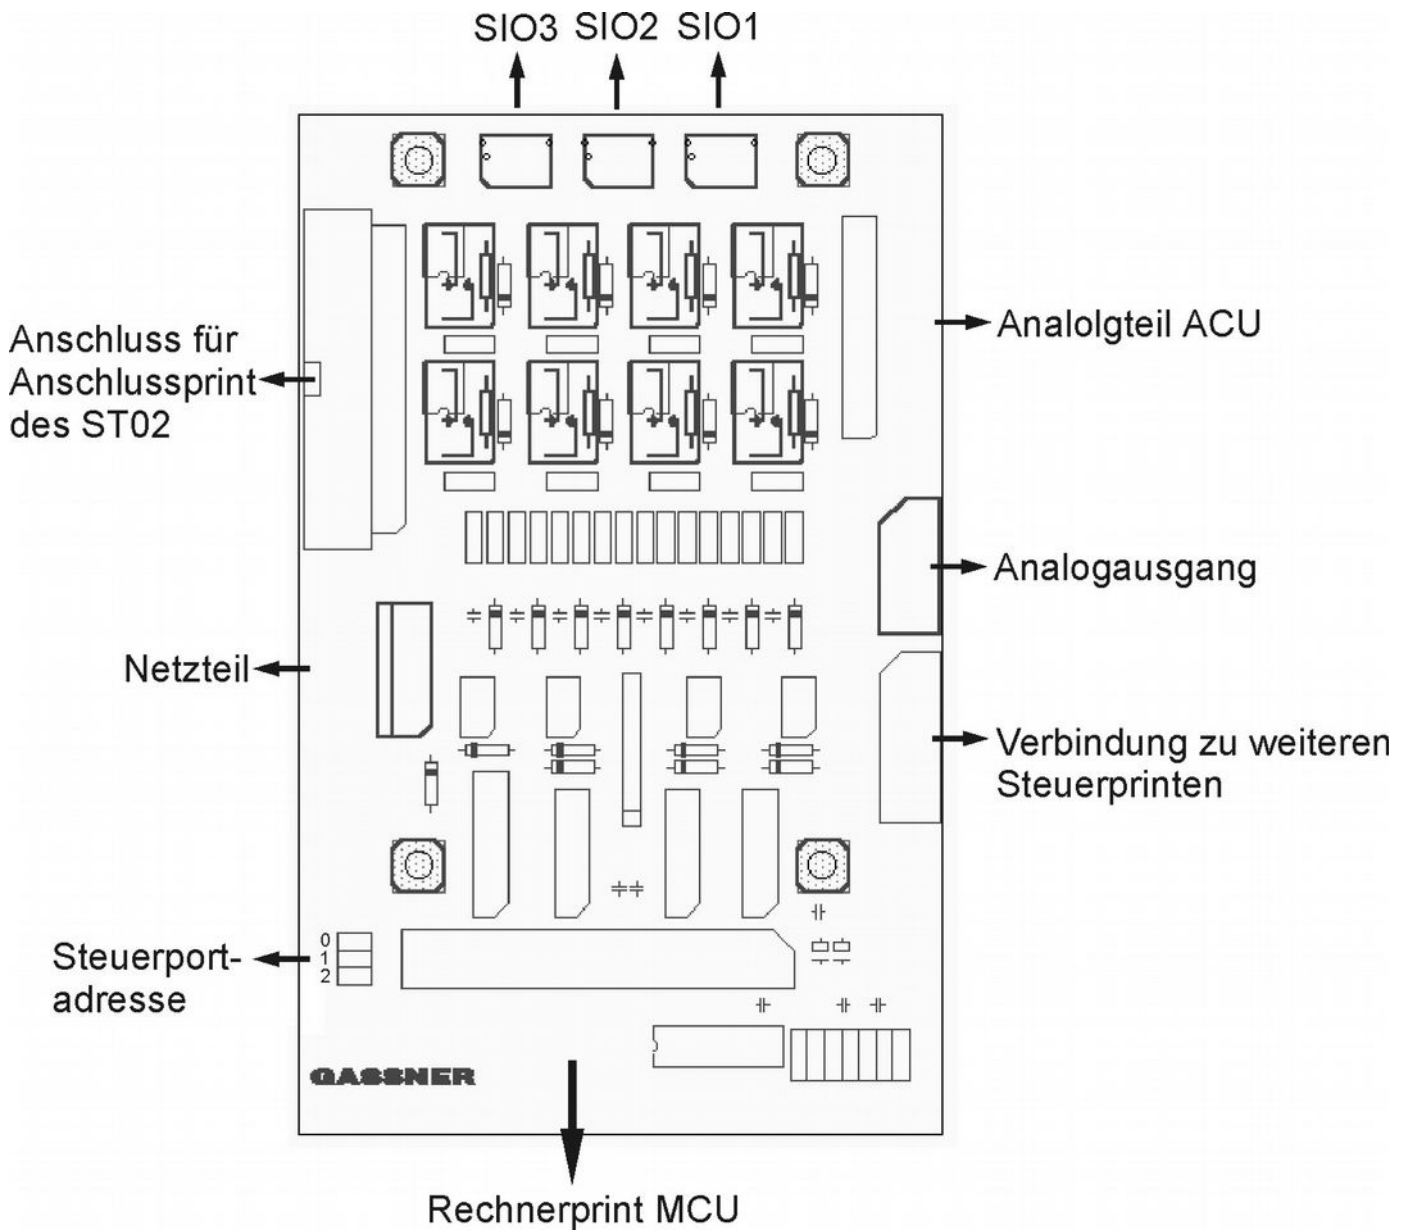 SIO3 SIO2 SIO1
Anschluss für
Anschlussprint
des ST02
Analolgteil ACU
Analogausgang
Netzteil
Verbindung zu weiteren
Steuerprinten
Steuerport-
adresse
0
1
2
GASSNER
Rechnerprint MCU